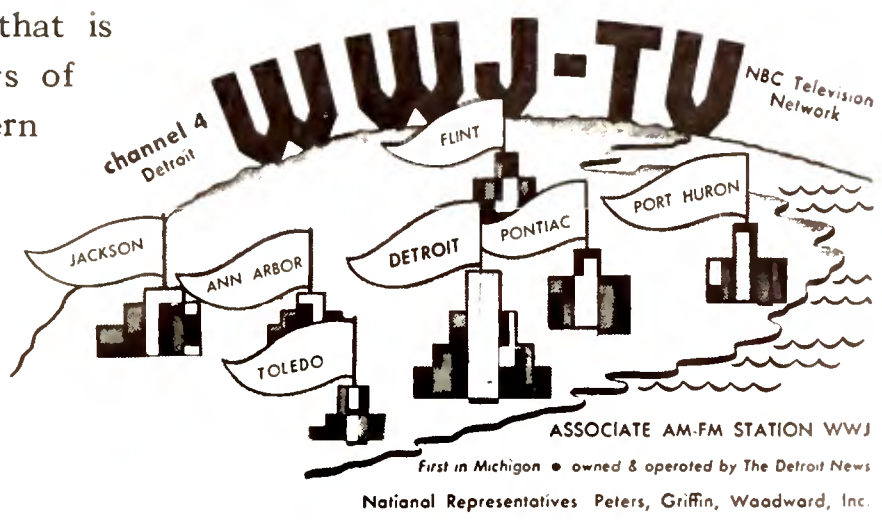 that is
s of
ern
WWJ-TV
channel 4
Detroit
NBC Television
Network
FLINT
PORT HURON
PONTIAC
DETROIT
JACKSON
ANN ARBOR
TOLEDO
ASSOCIATE AM-FM STATION WWJ
First in Michigan • owned & operated by The Detroit News
National Representatives Peters, Griffin, Woodward, Inc.